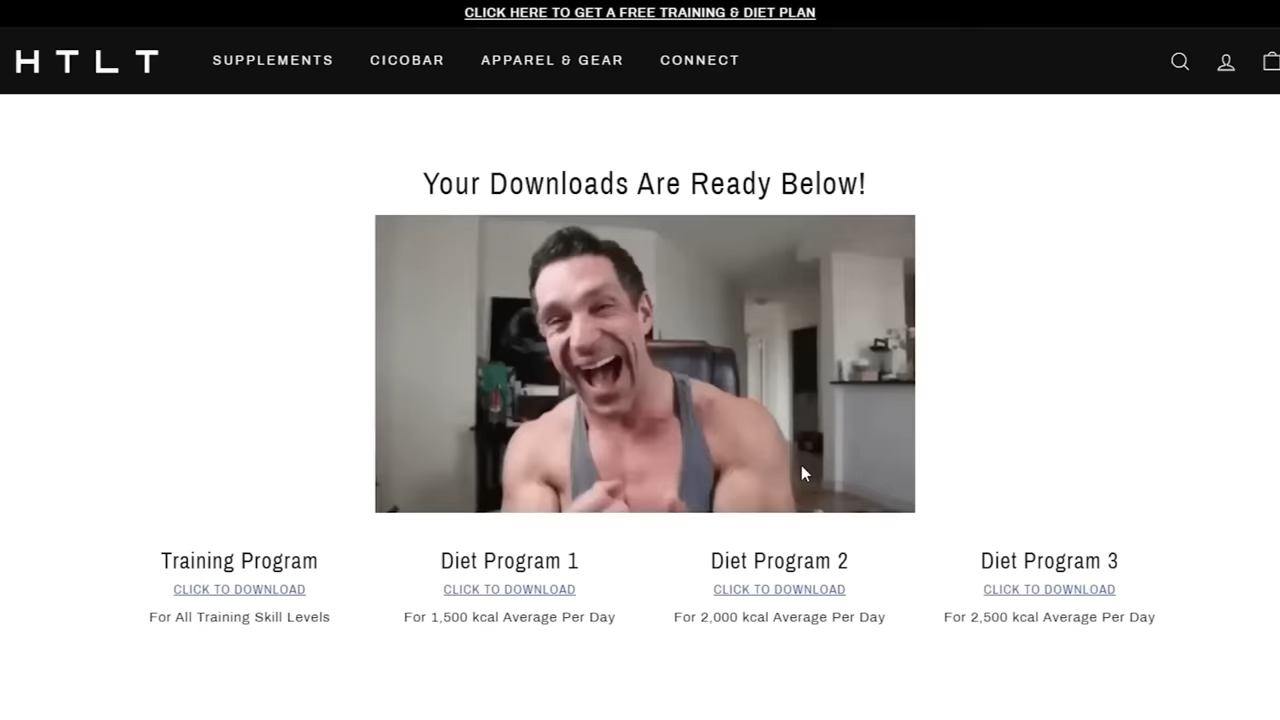 CLICK HERE TO GET A FREE TRAINING & DIET PLAN
HTLT SUPPLEMENTS CICOBAR APPAREL & GEAR CONNECT
Your Downloads Are Ready Below!
Training Program Diet Program 1 Diet Program 2 Diet Program 3
CLICK TO DOWNLOAD CLICK TO DOWNLOAD CLICK TO DOWNLOAD CLICK TO DOWNLOAD
For All Training Skill Levels For 1,500 kcal Average Per Day For 2,000 kcal Average Per Day For 2,500 kcal Average Per Day